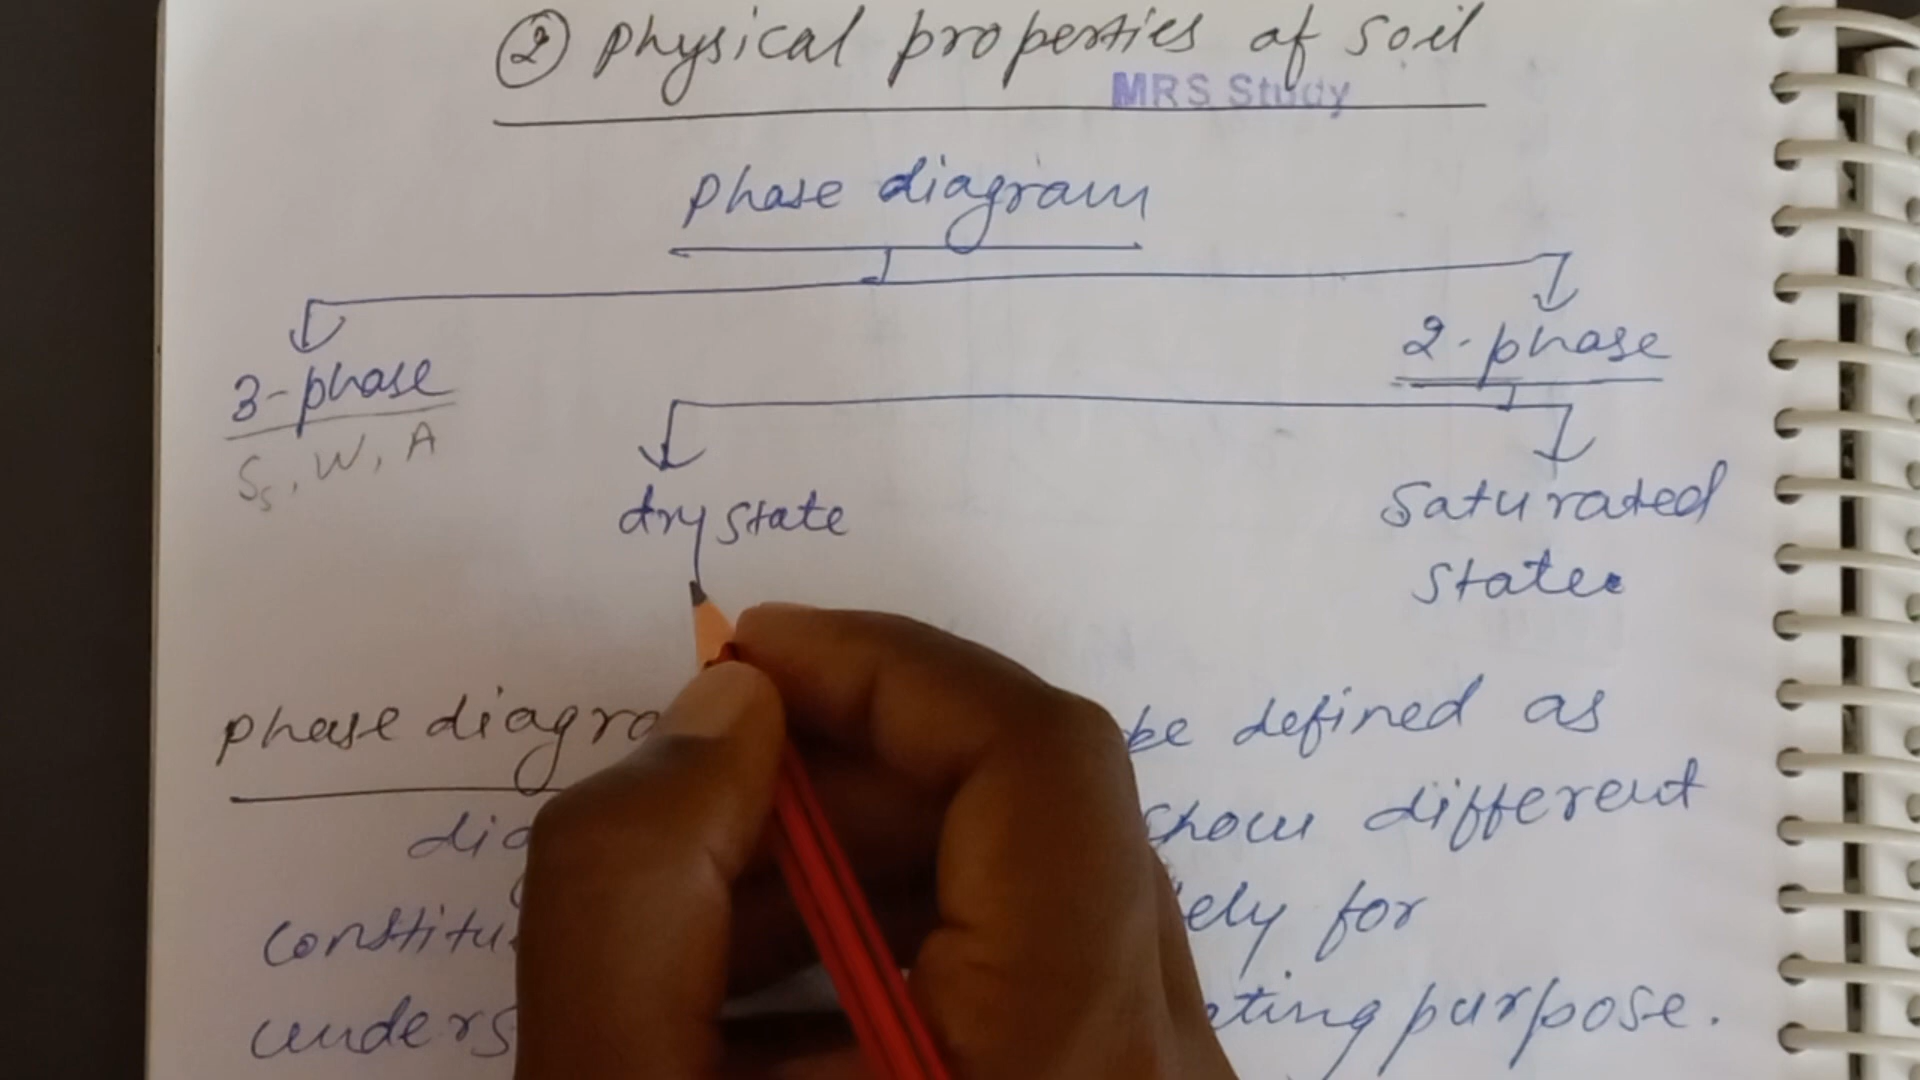 ② physical properties of soil
MRS Study
phase diagram
3-phase
Ss, W, A
2-phase
dry state
Saturated
state.
phase diagra
be defined as
dia
show different
constitu
ely for
unders
ting purpose.